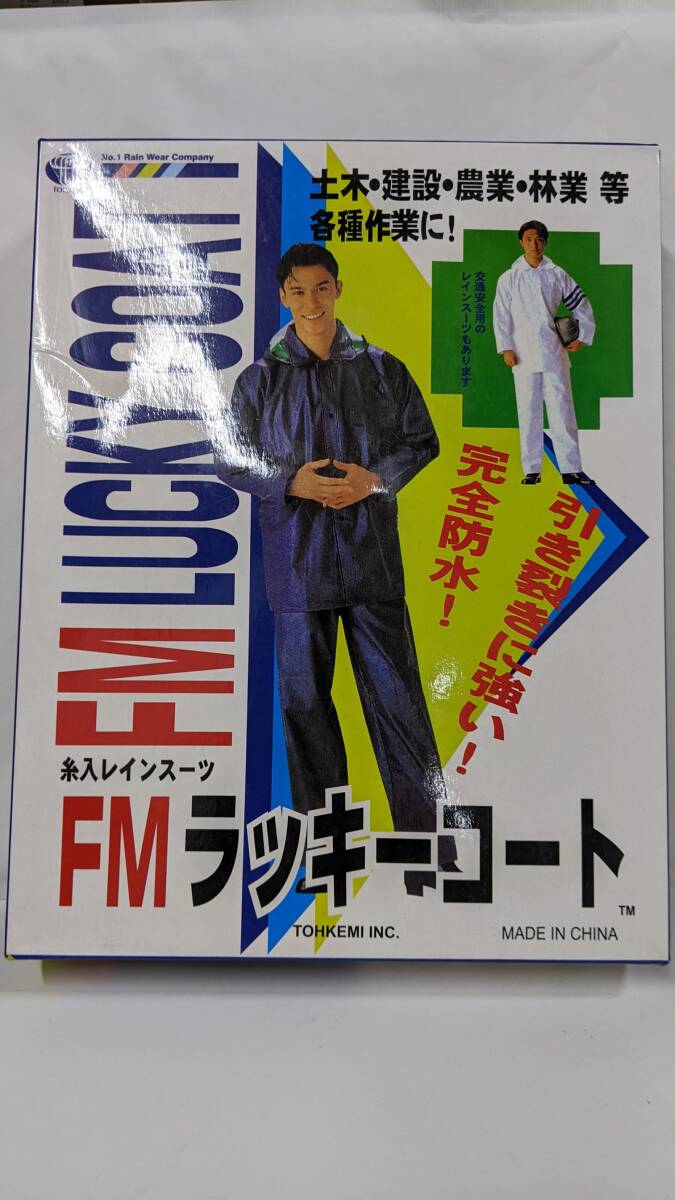 No.1 Rain Wear Company
土木・建設・農業・林業 等
各種作業に!
交通安全用の
レインスーツもあります
完全防水!
引き裂きに強い!
FM LUCKY COAT
糸入レインスーツ
FMラッキーコート
TM
TOHKEMI INC.
MADE IN CHINA